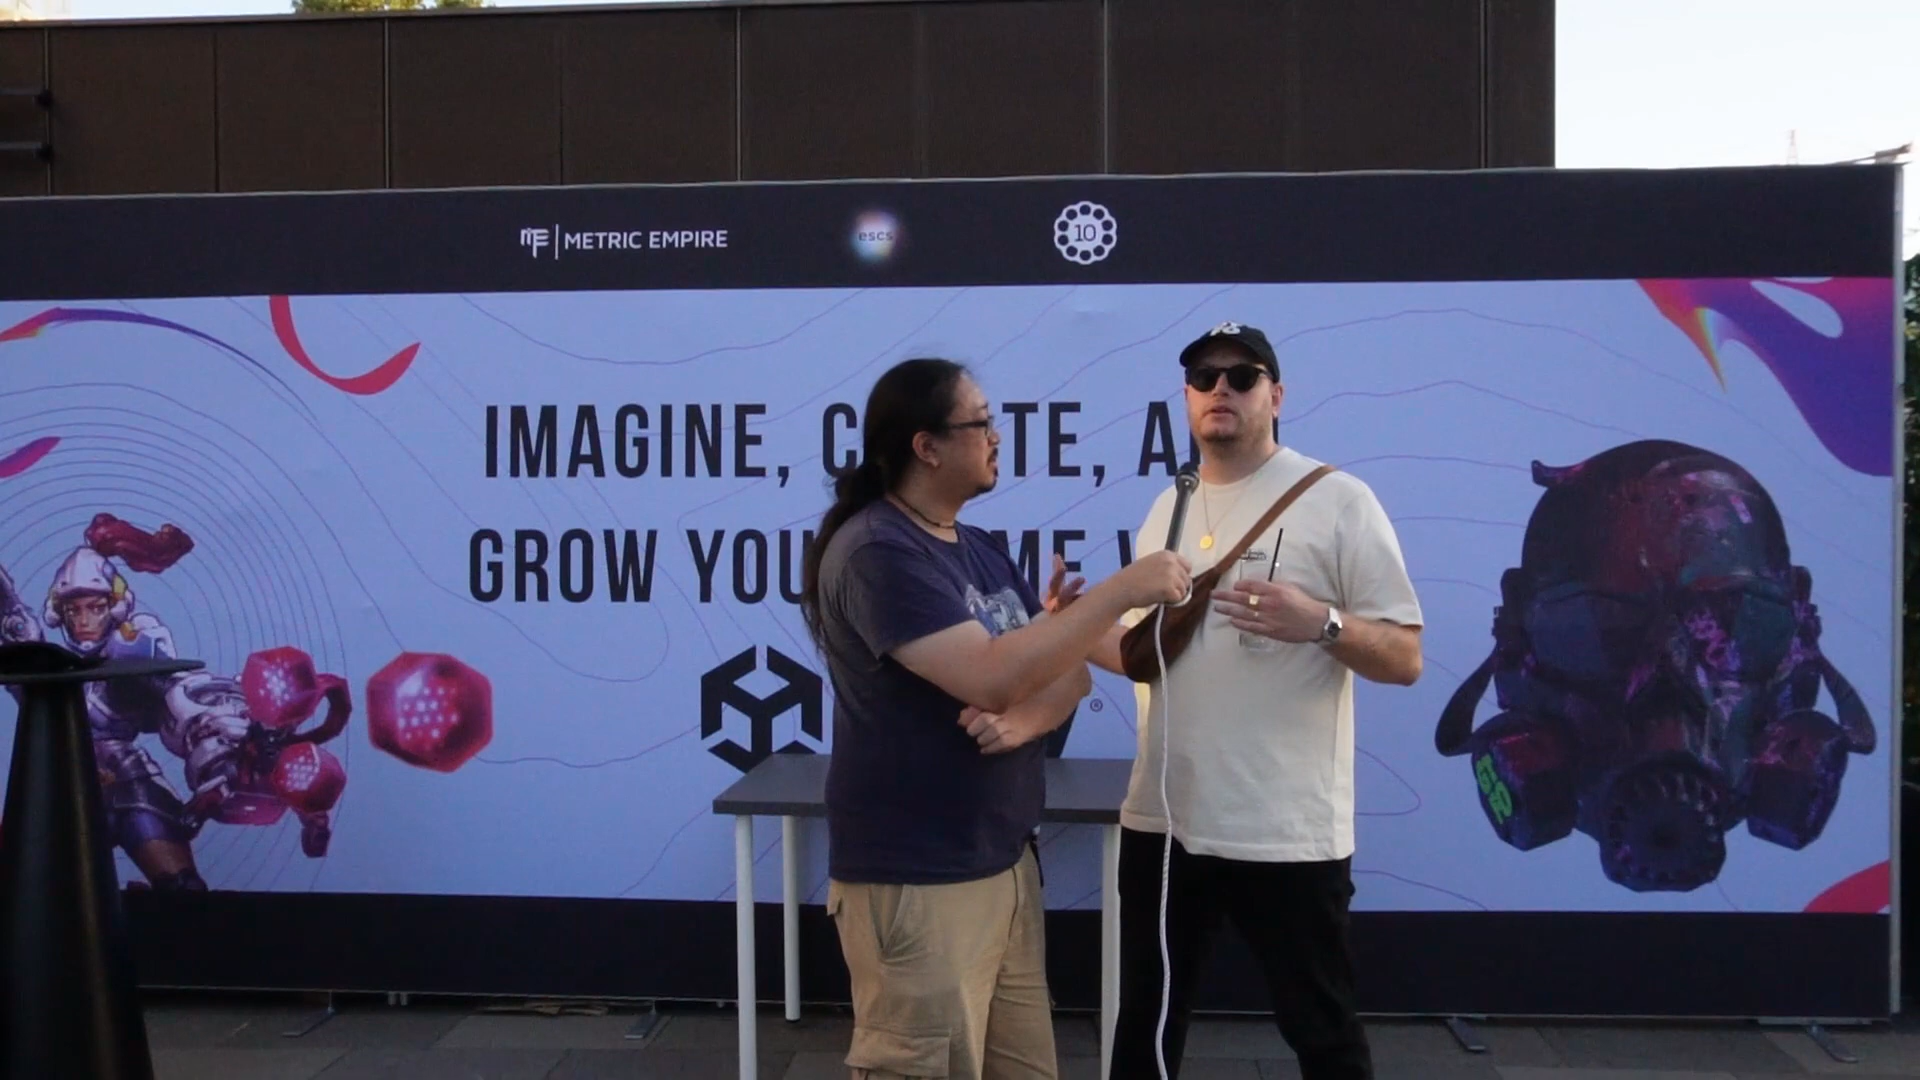 METRIC EMPIRE
escs
10
IMAGINE, C TE, A
GROW YOU ME
®